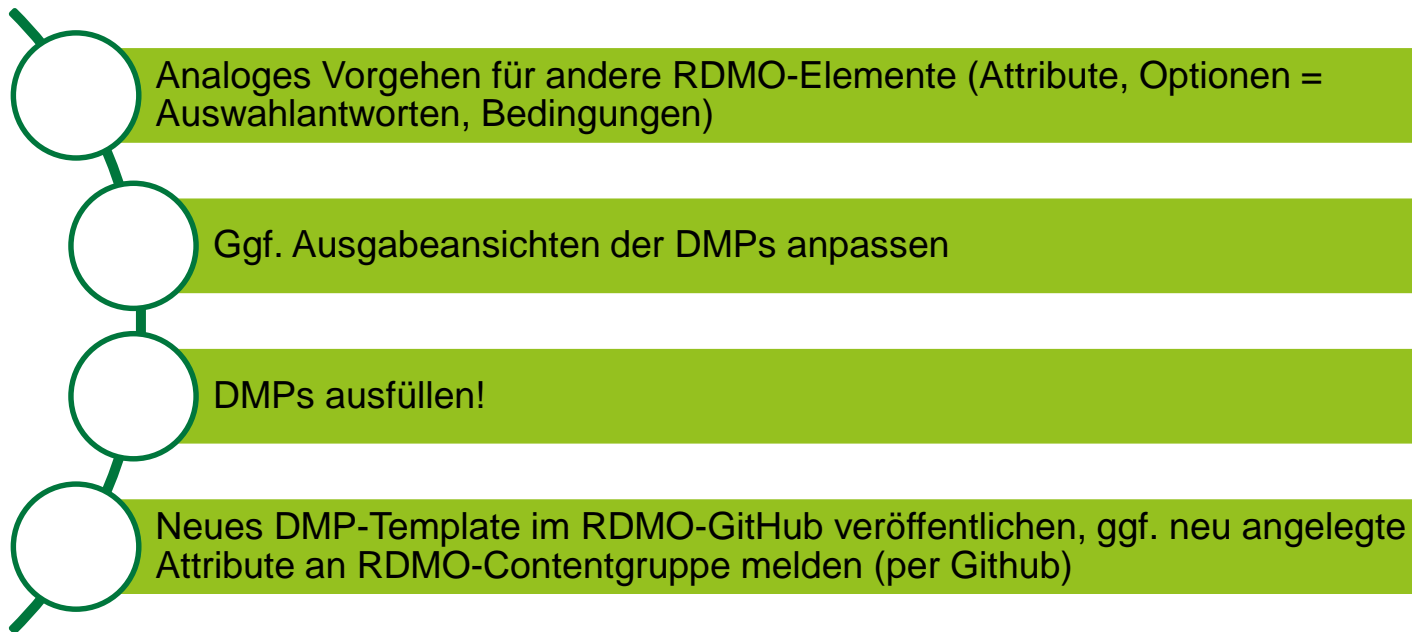 Analoges Vorgehen für andere RDMO-Elemente (Attribute, Optionen =
Auswahlantworten, Bedingungen)
Ggf. Ausgabeansichten der DMPs anpassen
DMPs ausfüllen!
Neues DMP-Template im RDMO-GitHub veröffentlichen, ggf. neu angelegte
Attribute an RDMO-Contentgruppe melden (per Github)